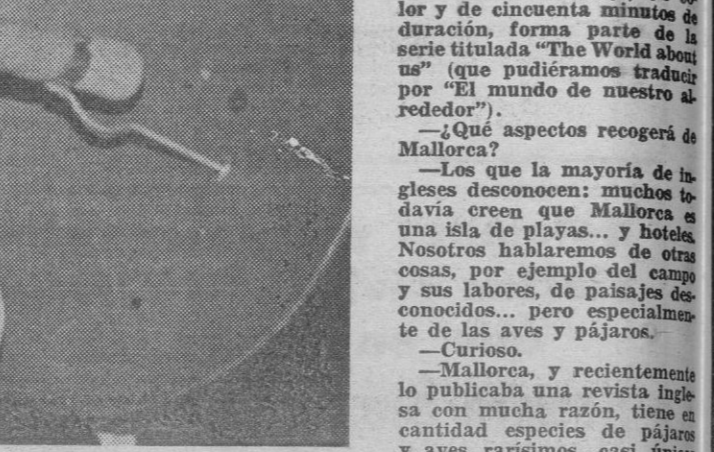 lor y de cincuenta minutos de
duración, forma parte de la
serie titulada “The World about
us” (que pudiéramos traducir
por “El mundo de nuestro al-
rededor”).
—¿Qué aspectos recogerá de
Mallorca?
—Los que la mayoría de in-
gleses desconocen: muchos to-
davía creen que Mallorca es
una isla de playas... y hoteles.
Nosotros hablaremos de otras
cosas, por ejemplo del campo
y sus labores, de paisajes des-
conocidos... pero especialmen-
te de las aves y pájaros.
—Curioso.
—Mallorca, y recientemente
lo publicaba una revista ingle-
sa con mucha razón, tiene en
cantidad especies de pájaros
y aves rarísimos, casi